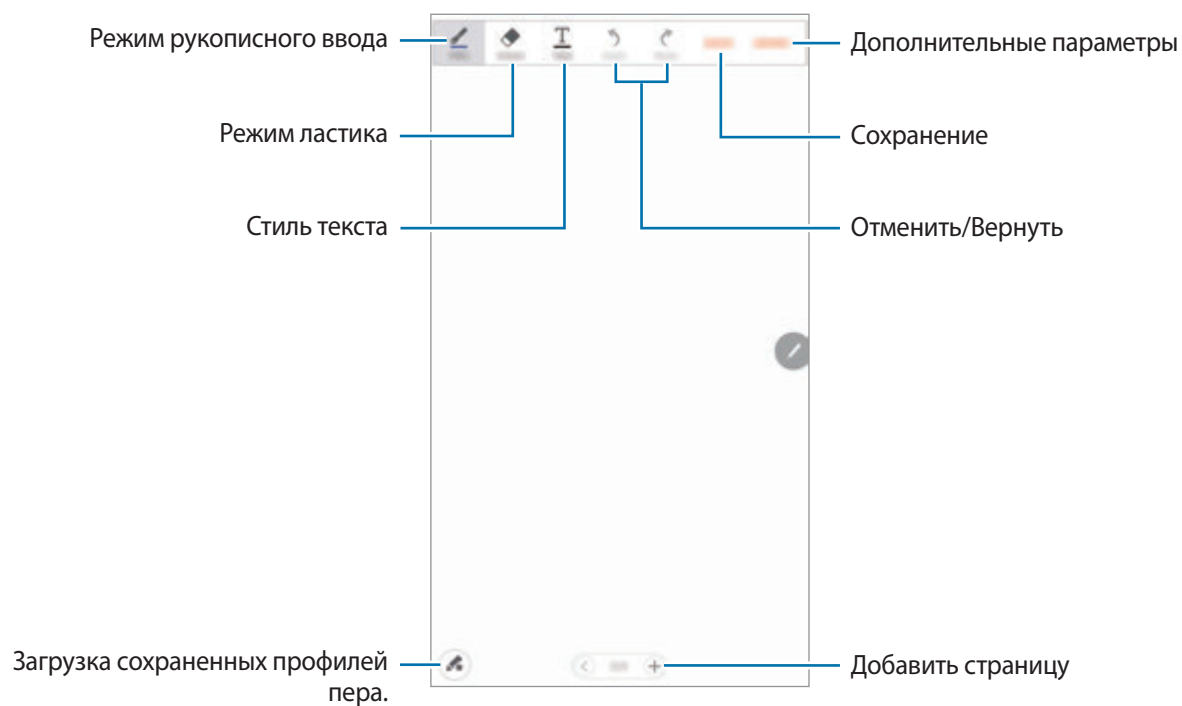 Режим рукописного ввода
Дополнительные параметры
Режим ластика
Сохранение
Стиль текста
Отменить/Вернуть
Загрузка сохраненных профилей
пера.
Добавить страницу